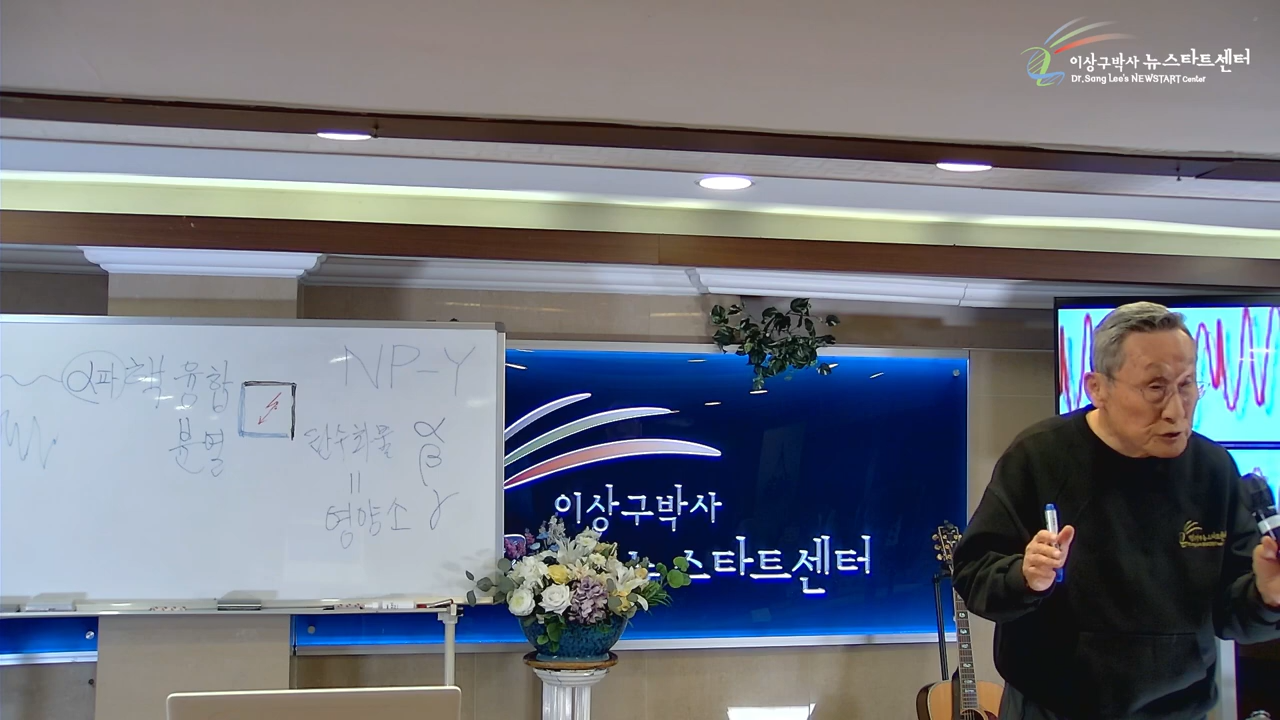 이상구박사 뉴스타트센터
Dr. Sang Lee's NEWSTART Center
α파 핵 융합
분열
NP-Y
탄수화물 α
β
=
영양소 γ
이상구박사
뉴스타트센터